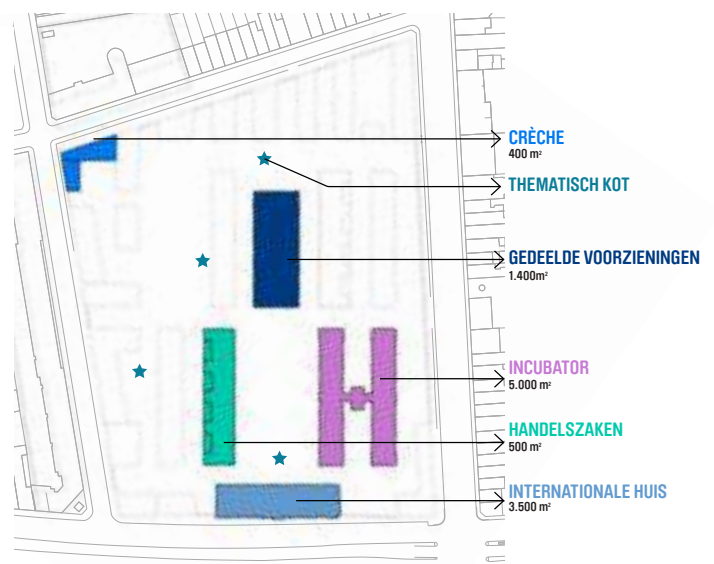 CRÈCHE
400 m²
THEMATISCH KOT
GEDEELDE VOORZIENINGEN
1.400m²
INCUBATOR
5.000 m²
HANDELSZAKEN
500 m²
INTERNATIONALE HUIS
3.500 m²